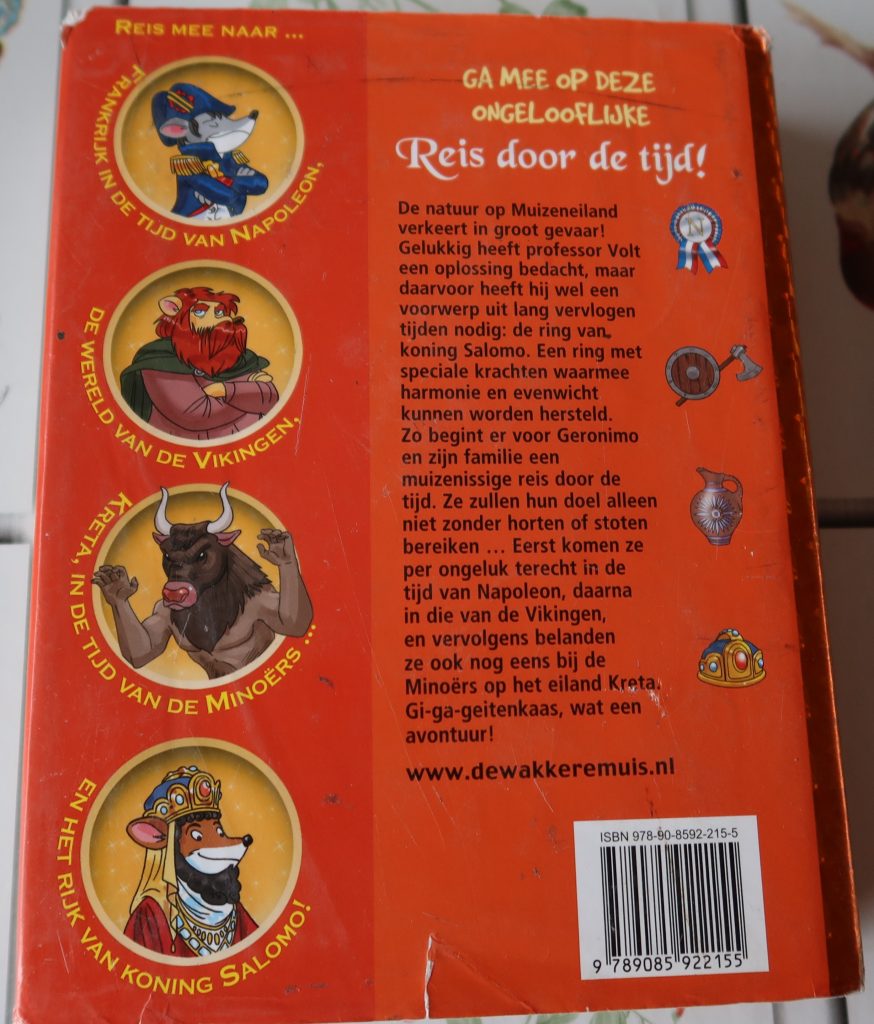 REIS MEE NAAR ...
FRANKRIJK IN DE TIJD VAN NAPOLEON,
DE WERELD VAN DE VIKINGEN,
KRETA, IN DE TIJD VAN DE MINOËRS ...
EN HET RIJK VAN KONING SALOMO!
GA MEE OP DEZE
ONGELOOFLIJKE
Reis door de tijd!
De natuur op Muizeneiland
verkeert in groot gevaar!
Gelukkig heeft professor Volt
een oplossing bedacht, maar
daarvoor heeft hij wel een
voorwerp uit lang vervlogen
tijden nodig: de ring van
koning Salomo. Een ring met
speciale krachten waarmee
harmonie en evenwicht
kunnen worden hersteld.
Zo begint er voor Geronimo
en zijn familie een
muizenissige reis door de
tijd. Ze zullen hun doel alleen
niet zonder horten of stoten
bereiken ... Eerst komen ze
per ongeluk terecht in de
tijd van Napoleon, daarna
in die van de Vikingen,
en vervolgens belanden
ze ook nog eens bij de
Minoërs op het eiland Kreta.
Gi-ga-geitenkaas, wat een
avontuur!
www.dewakkeremuis.nl
N
ISBN 978-90-8592-215-5
9 789085 922155